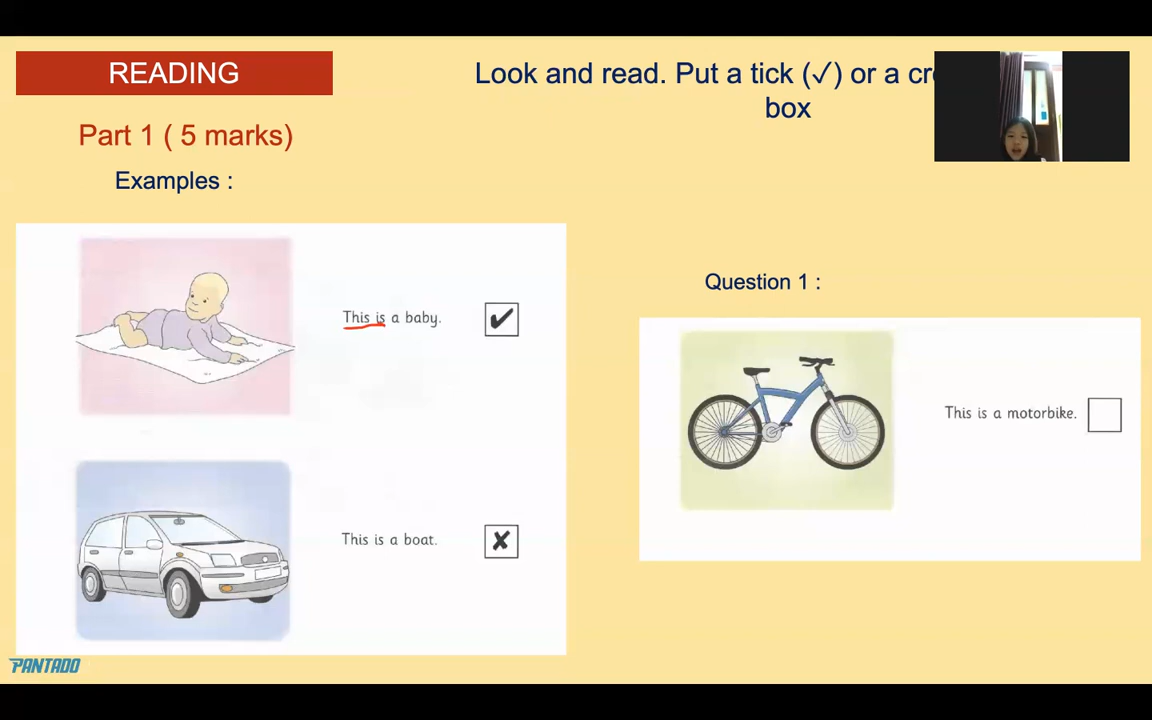 READING
Look and read. Put a tick (✓) or a
box
Part 1 ( 5 marks)
Examples :
This is a baby.
This is a boat.
Question 1 :
This is a motorbike.
PANTADO